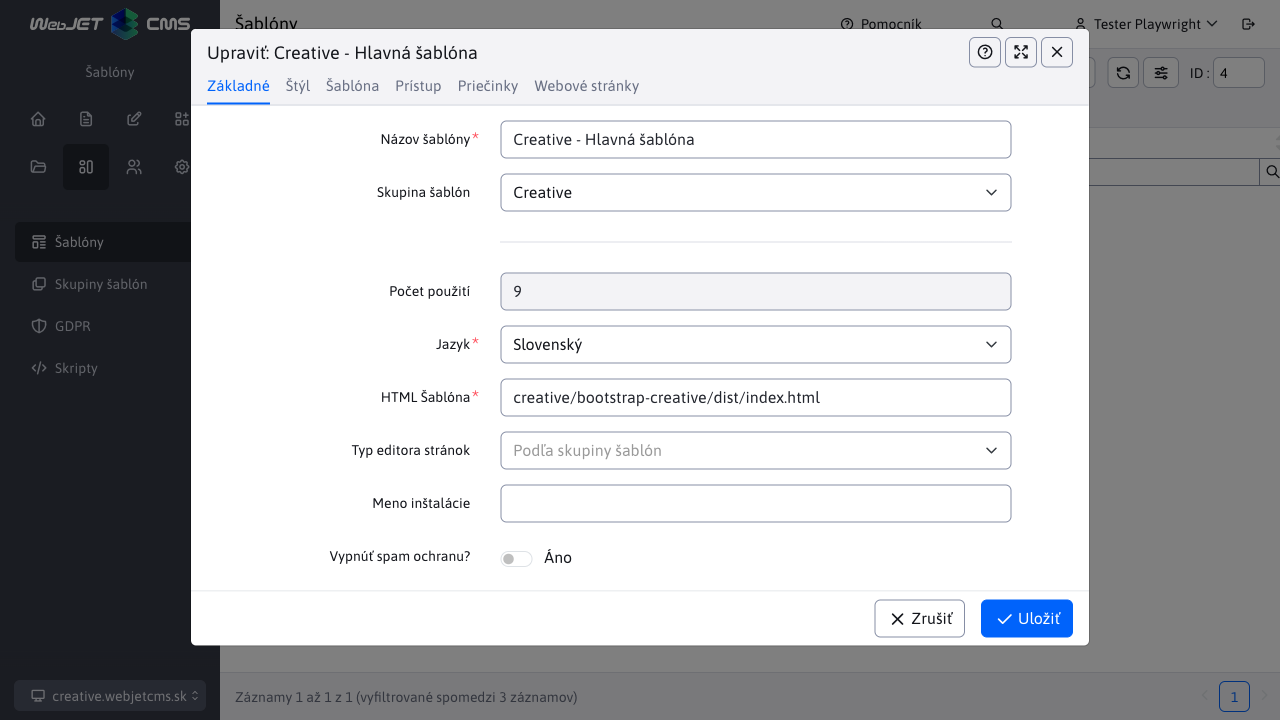 WebJET CMS
Šablóny
Pomocník
Tester Playwright
Šablóny
ID :
4
Šablóny
Skupiny šablón
GDPR
Skripty
Upraviť: Creative - Hlavná šablóna
Základné
Štýl
Šablóna
Prístup
Priečinky
Webové stránky
Názov šablóny*
Creative - Hlavná šablóna
Skupina šablón
Creative
Počet použití
9
Jazyk*
Slovenský
HTML Šablóna*
creative/bootstrap-creative/dist/index.html
Typ editora stránok
Podľa skupiny šablón
Meno inštalácie
Vypnúť spam ochranu?
Áno
Zrušiť
Uložiť
creative.webjetcms.sk
Záznamy 1 až 1 z 1 (vyfiltrované spomedzi 3 záznamov)
1